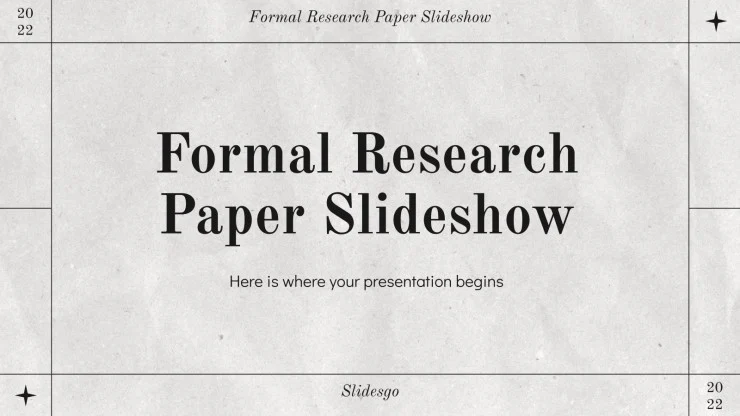 20
22
Formal Research Paper Slideshow
Formal Research
Paper Slideshow
Here is where your presentation begins
Slidesgo
20
22